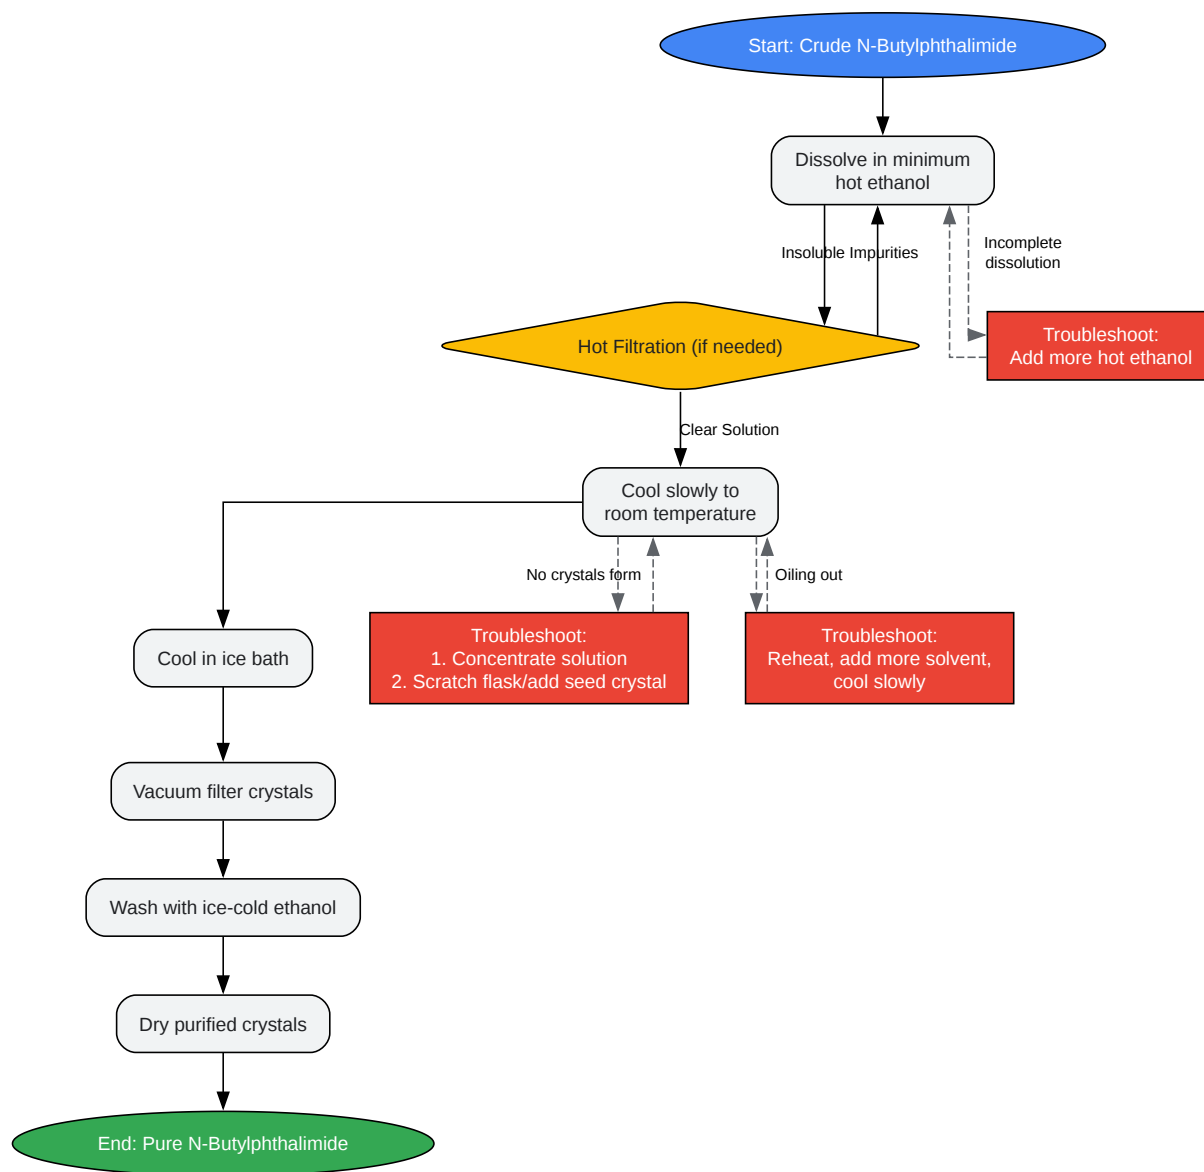 Start: Crude N-Butylphthalimide
Dissolve in minimum
hot ethanol
Insoluble Impurities
Incomplete
dissolution
Troubleshoot:
Add more hot ethanol
Hot Filtration (if needed)
Clear Solution
Cool slowly to
room temperature
No crystals form
Oiling out
Cool in ice bath
Troubleshoot:
1. Concentrate solution
2. Scratch flask/add seed crystal
Troubleshoot:
Reheat, add more solvent,
cool slowly
Vacuum filter crystals
Wash with ice-cold ethanol
Dry purified crystals
End: Pure N-Butylphthalimide